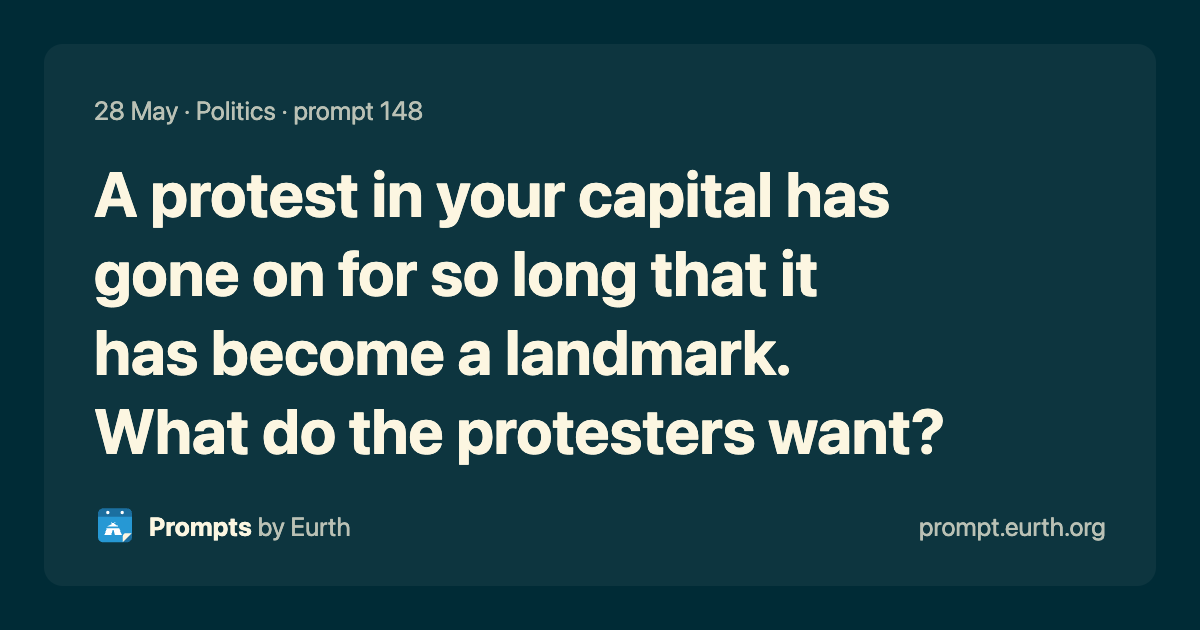 28 May · Politics · prompt 148
A protest in your capital has
gone on for so long that it
has become a landmark.
What do the protesters want?
Prompts by Eurth
prompt.eurth.org